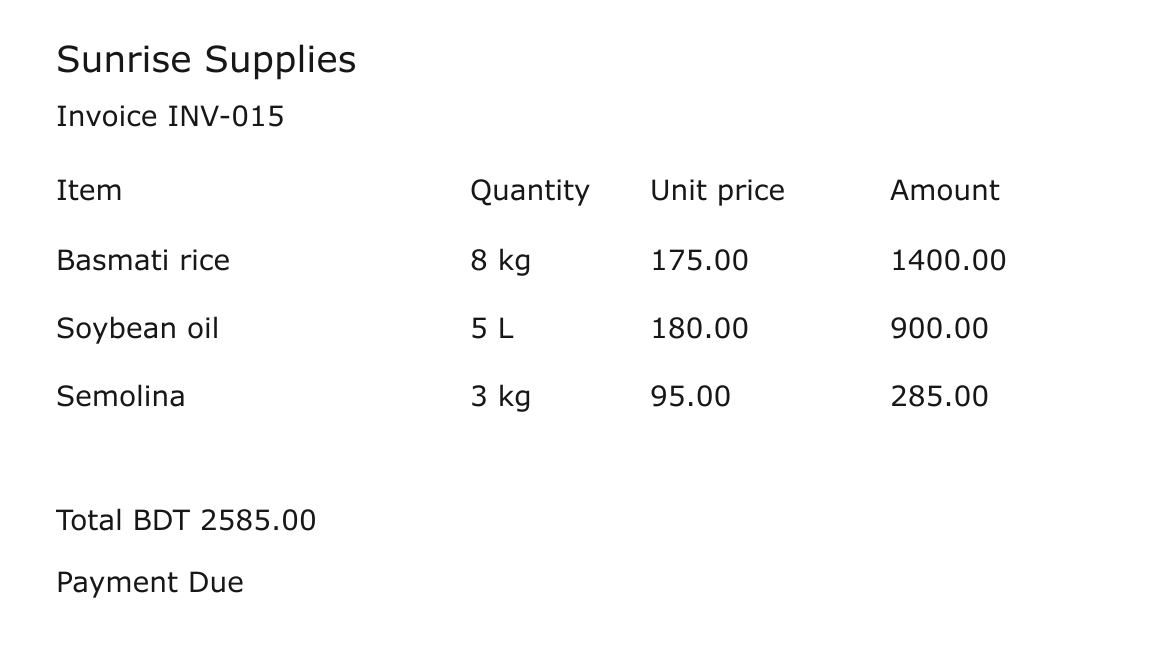 Sunrise Supplies
Invoice INV-015
Item Quantity Unit price Amount
Basmati rice 8 kg 175.00 1400.00
Soybean oil 5 L 180.00 900.00
Semolina 3 kg 95.00 285.00
Total BDT 2585.00
Payment Due